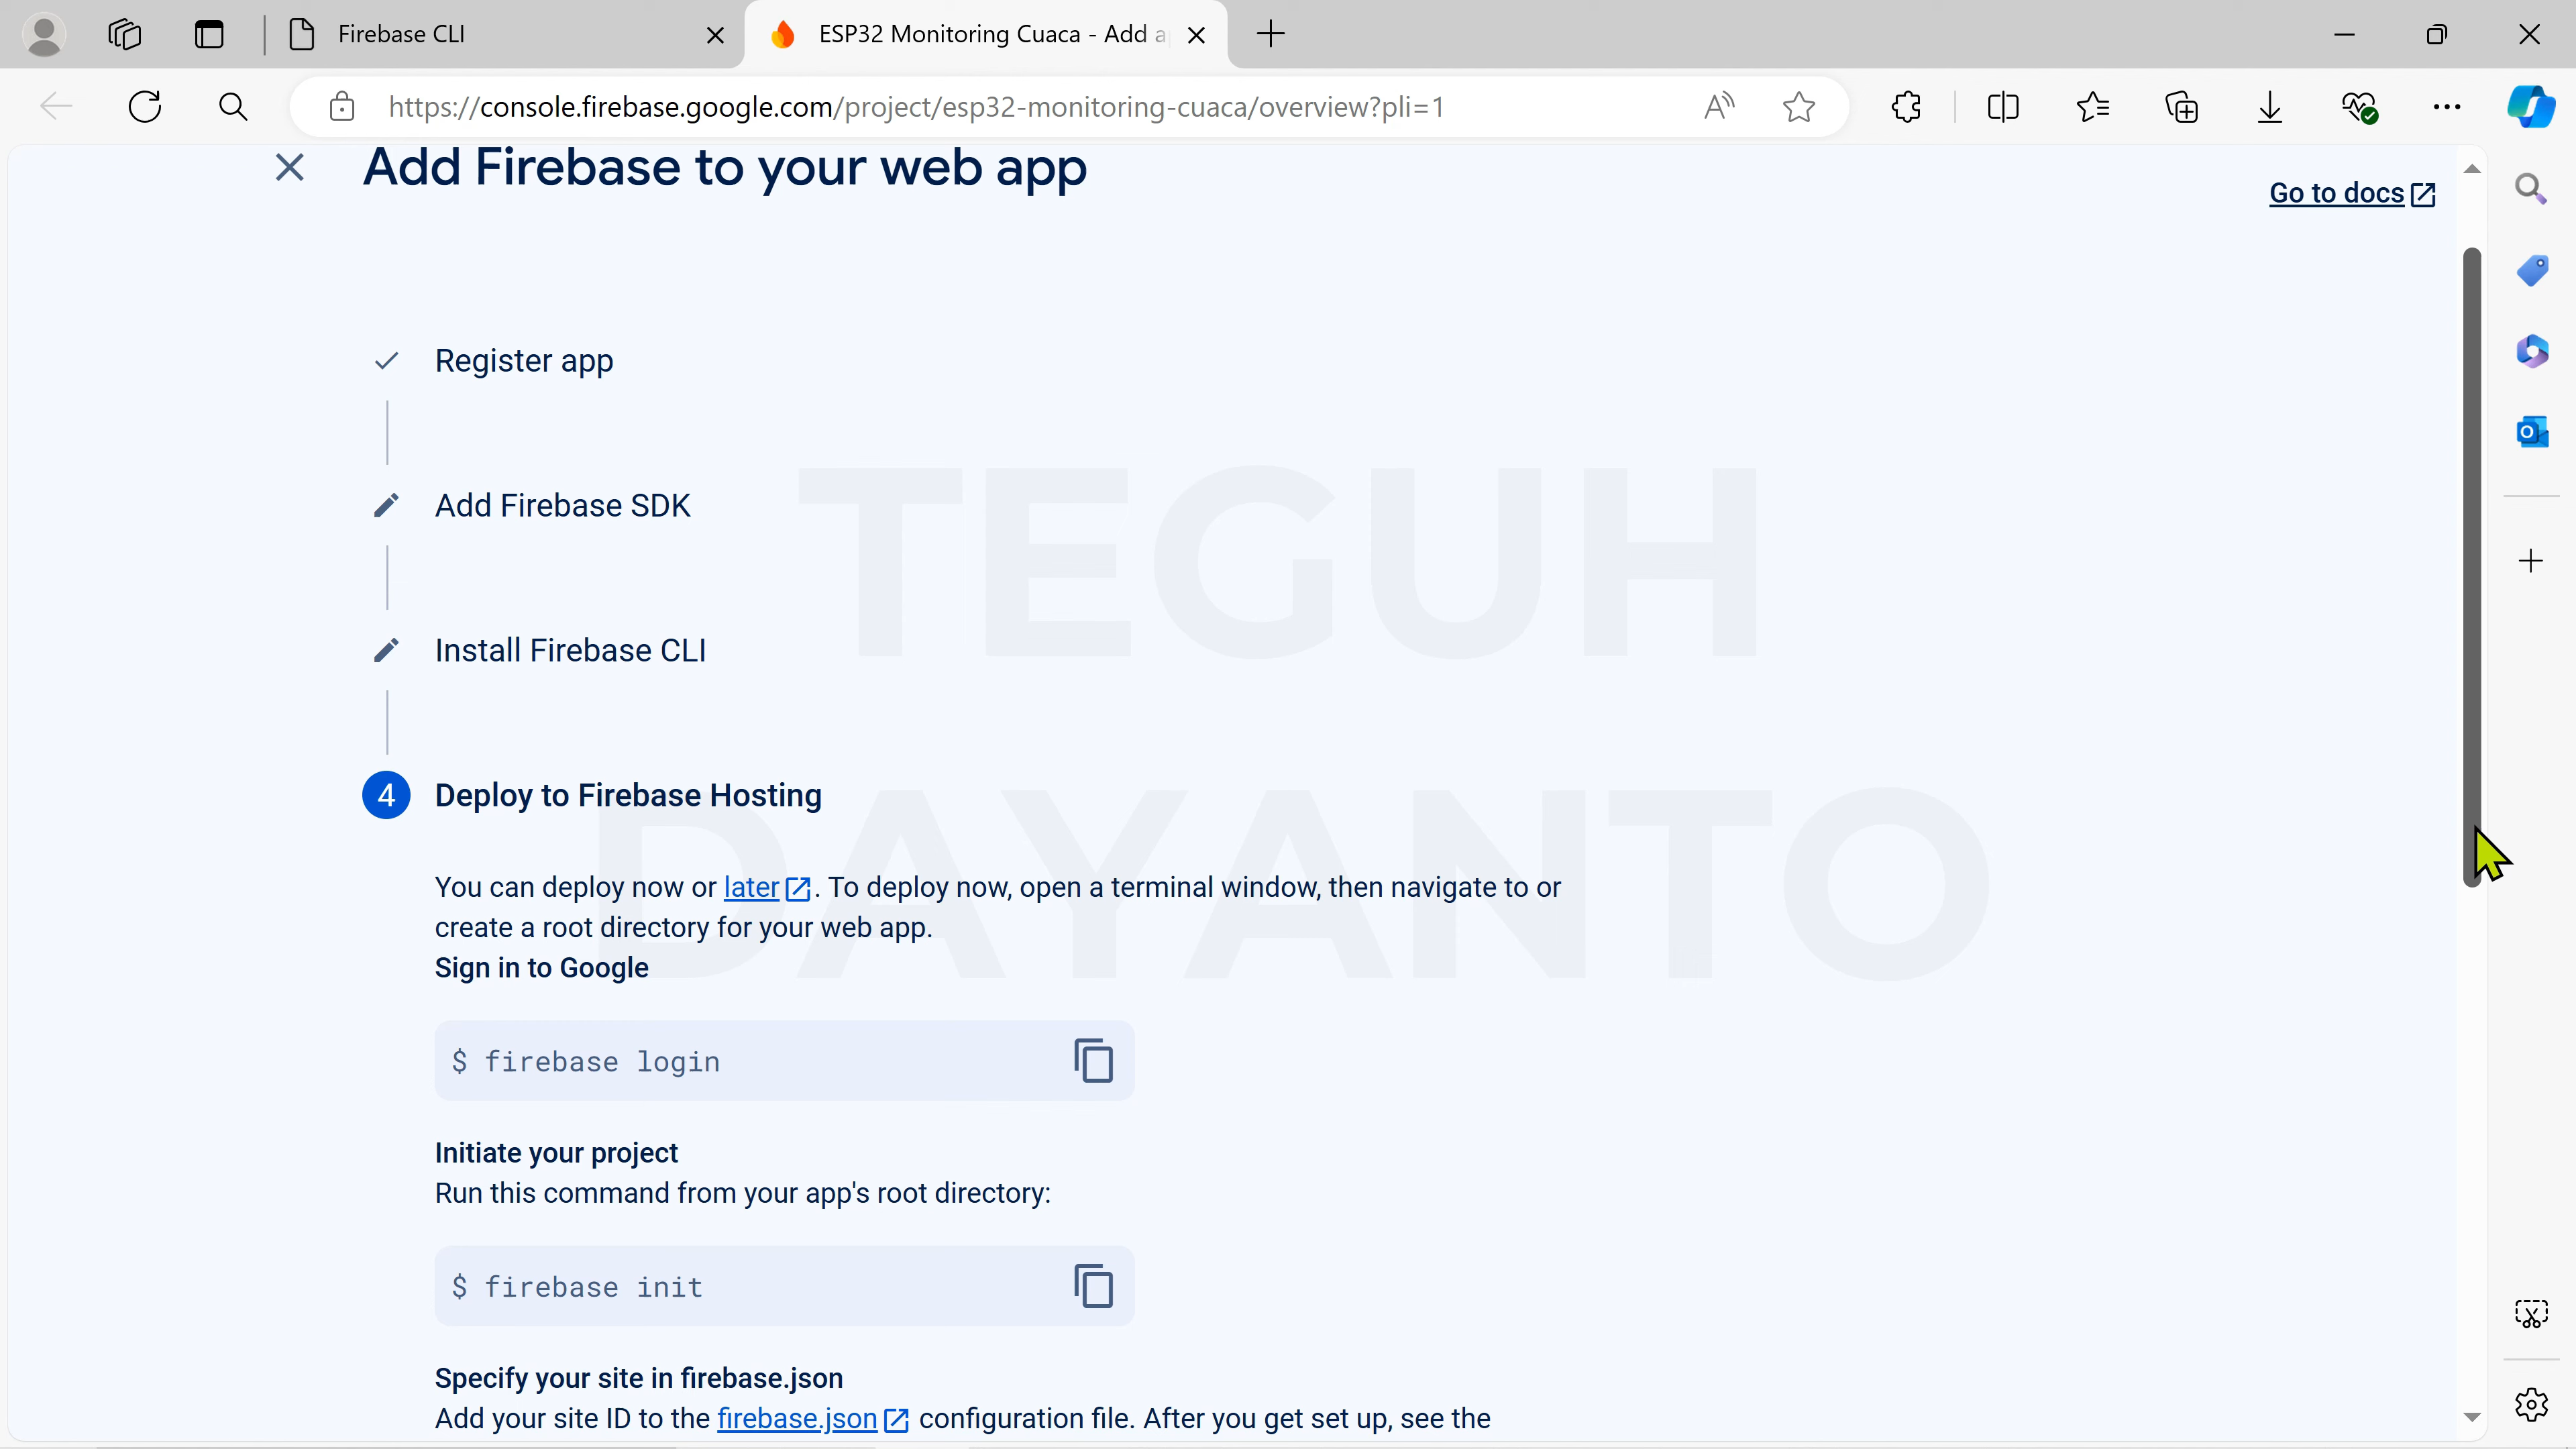 Firebase CLI
ESP32 Monitoring Cuaca - Add a
https://console.firebase.google.com/project/esp32-monitoring-cuaca/overview?pli=1
Add Firebase to your web app
Go to docs
Register app
Add Firebase SDK
Install Firebase CLI
4 Deploy to Firebase Hosting
You can deploy now or later. To deploy now, open a terminal window, then navigate to or
create a root directory for your web app.
Sign in to Google
$ firebase login
Initiate your project
Run this command from your app's root directory:
$ firebase init
Specify your site in firebase.json
Add your site ID to the firebase.json configuration file. After you get set up, see the
TEGUH
DAYANTO